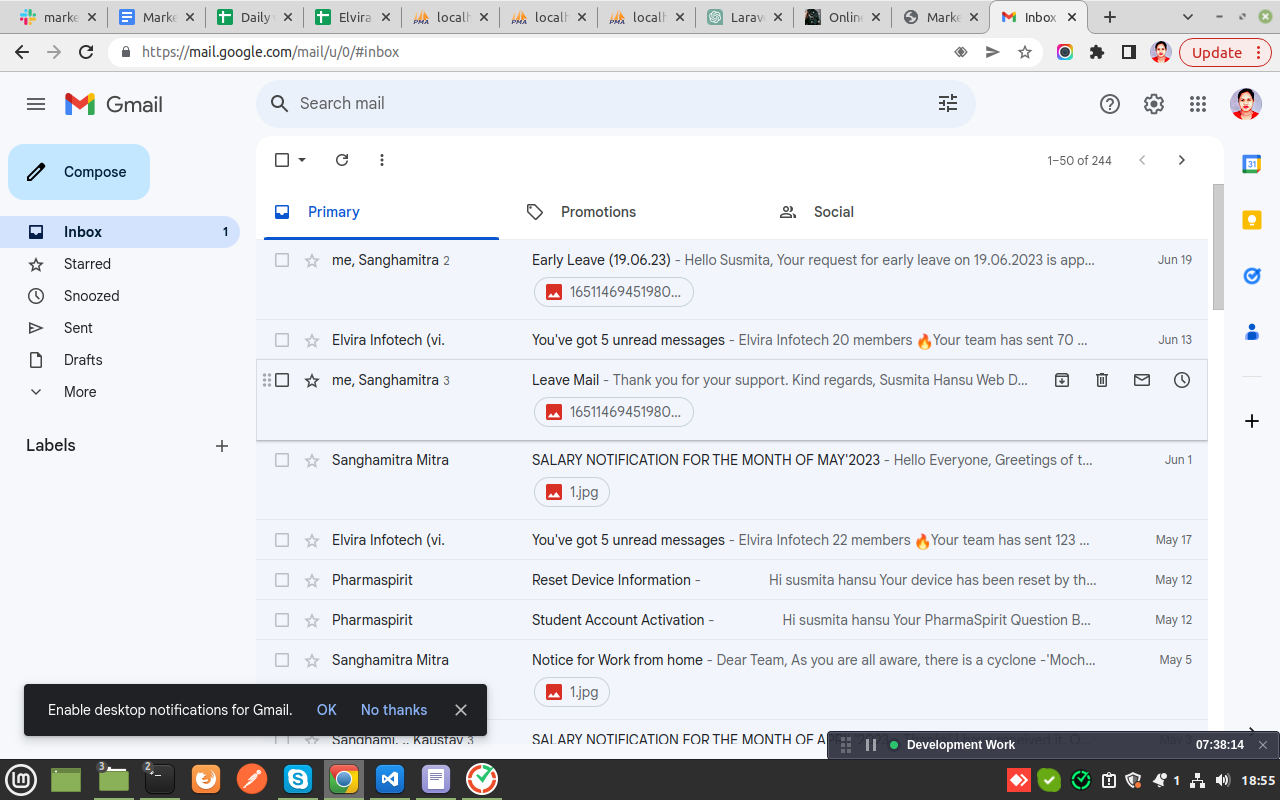 marke
Marke
Daily
Elvira
localh
localh
localh
Larave
Online
Marke
Inbox
https://mail.google.com/mail/u/0/#inbox
Update
Gmail
Search mail
Compose
1–50 of 244
Inbox 1
Starred
Snoozed
Sent
Drafts
More
Labels
Primary
Promotions
Social
me, Sanghamitra 2 Early Leave (19.06.23) - Hello Susmita, Your request for early leave on 19.06.2023 is app... Jun 19
16511469451980...
Elvira Infotech (vi. You've got 5 unread messages - Elvira Infotech 20 members 🔥Your team has sent 70 ... Jun 13
me, Sanghamitra 3 Leave Mail - Thank you for your support. Kind regards, Susmita Hansu Web D...
16511469451980...
Sanghamitra Mitra SALARY NOTIFICATION FOR THE MONTH OF MAY'2023 - Hello Everyone, Greetings of t... Jun 1
1.jpg
Elvira Infotech (vi. You've got 5 unread messages - Elvira Infotech 22 members 🔥Your team has sent 123 ... May 17
Pharmaspirit Reset Device Information - Hi susmita hansu Your device has been reset by th... May 12
Pharmaspirit Student Account Activation - Hi susmita hansu Your PharmaSpirit Question B... May 12
Sanghamitra Mitra Notice for Work from home - Dear Team, As you are all aware, there is a cyclone -'Moch... May 5
1.jpg
Enable desktop notifications for Gmail. OK No thanks
Sanghami. .. Kaustav 3 SALARY NOTIFICATION FOR THE MONTH OF
Development Work 07:38:14
31
3
2
1
18:55